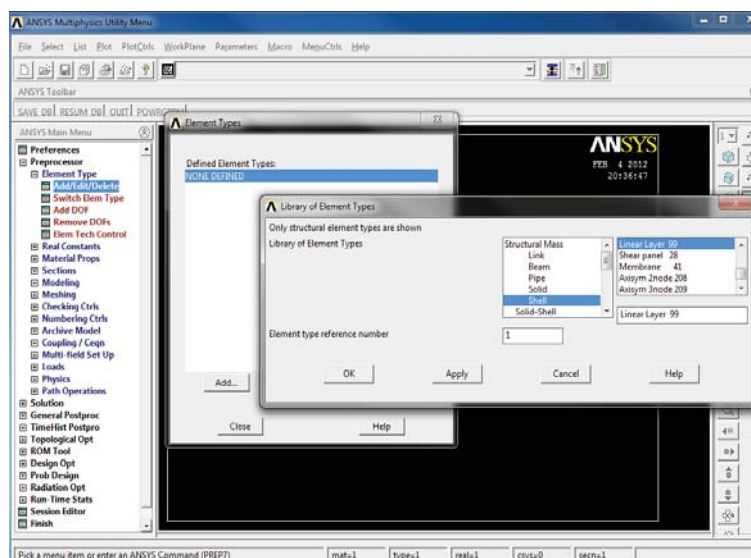 ANSYS Multiphysics Utility Menu
File Select List Plot PlotCtrls WorkPlane Parameters Macro MenuCtrls Help
ANSYS Toolbar
SAVE_DB RESUM_DB QUIT
ANSYS Main Menu
Preferences
Preprocessor
Element Type
Add/Edit/Delete
Switch Elem Type
Add DOF
Remove DOFs
Elem Tech Control
Real Constants
Material Props
Sections
Modeling
Meshing
Checking Ctrls
Numbering Ctrls
Archive Model
Coupling / Ceqn
Multi-field Set Up
Loads
Physics
Path Operations
Solution
General Postproc
TimeHist Postpro
Topological Opt
ROM Tool
Design Opt
Prob Design
Radiation Opt
Run-Time Stats
Session Editor
Finish
Element Types
Defined Element Types:
NONE DEFINED
Add...
Close
Help
ANSYS
FEB 4 2012
20:36:47
Library of Element Types
Only structural element types are shown
Library of Element Types
Structural Mass
Link
Beam
Pipe
Solid
Shell
Solid-Shell
Linear Layer 99
Shear panel 28
Membrane 41
Axisym 2node 208
Axisym 3node 209
Linear Layer 99
Element type reference number
1
OK
Apply
Cancel
Help
1
Pick a menu item or enter an ANSYS Command (PREP7)
mat=1
type=1
real=1
csys=0
secn=1